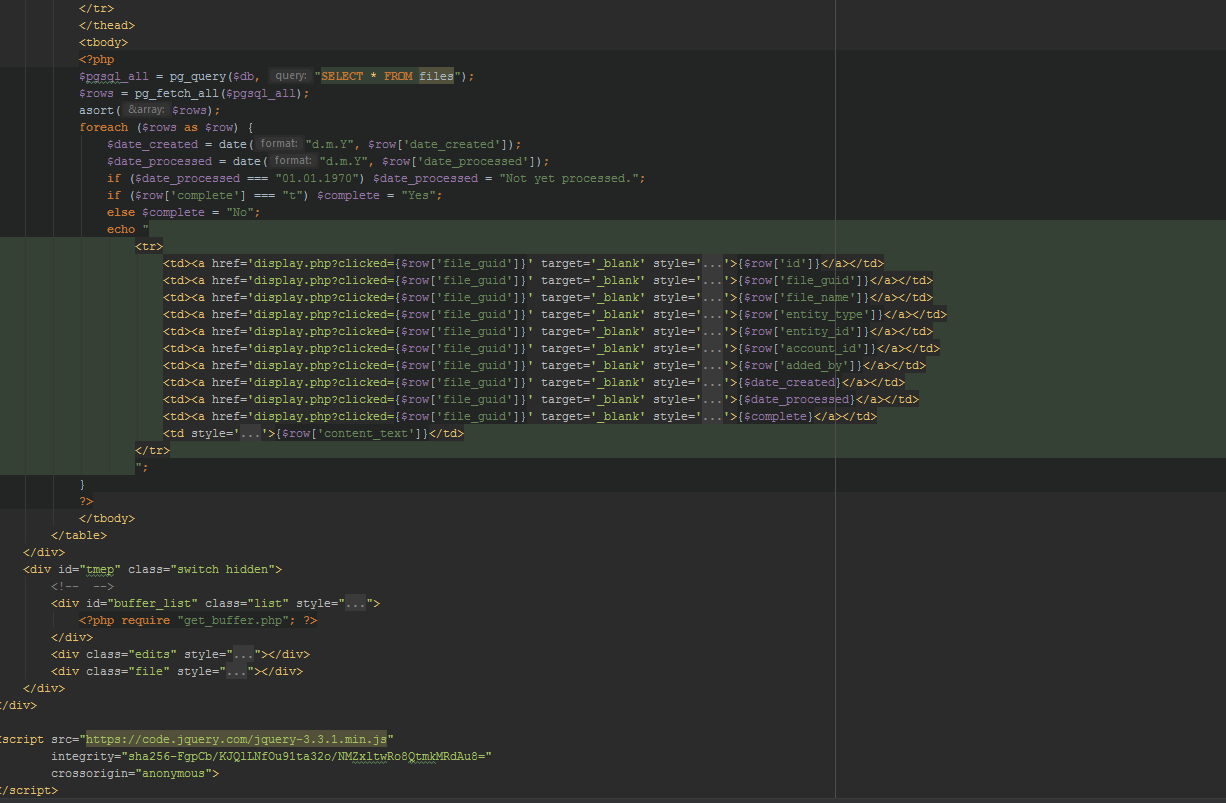 </tr>
</thead>
<tbody>
<?php
$pgsql_all = pg_query($db, query: "SELECT * FROM files");
$rows = pg_fetch_all($pgsql_all);
asort( &array: $rows);
foreach ($rows as $row) {
$date_created = date( format: "d.m.Y", $row['date_created']);
$date_processed = date( format: "d.m.Y", $row['date_processed']);
if ($date_processed === "01.01.1970") $date_processed = "Not yet processed.";
if ($row['complete'] === "t") $complete = "Yes";
else $complete = "No";
echo "
<tr>
<td><a href='display.php?clicked={$row['file_guid']}' target='_blank' style='...'>{$row['id']}</a></td>
<td><a href='display.php?clicked={$row['file_guid']}' target='_blank' style='...'>{$row['file_guid']}</a></td>
<td><a href='display.php?clicked={$row['file_guid']}' target='_blank' style='...'>{$row['file_name']}</a></td>
<td><a href='display.php?clicked={$row['file_guid']}' target='_blank' style='...'>{$row['entity_type']}</a></td>
<td><a href='display.php?clicked={$row['file_guid']}' target='_blank' style='...'>{$row['entity_id']}</a></td>
<td><a href='display.php?clicked={$row['file_guid']}' target='_blank' style='...'>{$row['account_id']}</a></td>
<td><a href='display.php?clicked={$row['file_guid']}' target='_blank' style='...'>{$row['added_by']}</a></td>
<td><a href='display.php?clicked={$row['file_guid']}' target='_blank' style='...'>{$date_created}</a></td>
<td><a href='display.php?clicked={$row['file_guid']}' target='_blank' style='...'>{$date_processed}</a></td>
<td><a href='display.php?clicked={$row['file_guid']}' target='_blank' style='...'>{$complete}</a></td>
<td style='...'>{$row['content_text']}</td>
</tr>
";
}
?>
</tbody>
</table>
</div>
<div id="tmep" class="switch hidden">
<!-- -->
<div id="buffer_list" class="list" style="...">
<?php require "get_buffer.php"; ?>
</div>
<div class="edits" style="..."></div>
<div class="file" style="..."></div>
</div>
</div>
script src="https://code.jquery.com/jquery-3.3.1.min.js"
integrity="sha256-FgpCb/KJQlLNfOu91ta32o/NMZxltwRo8QtmkMRdAu8="
crossorigin="anonymous">
/script>